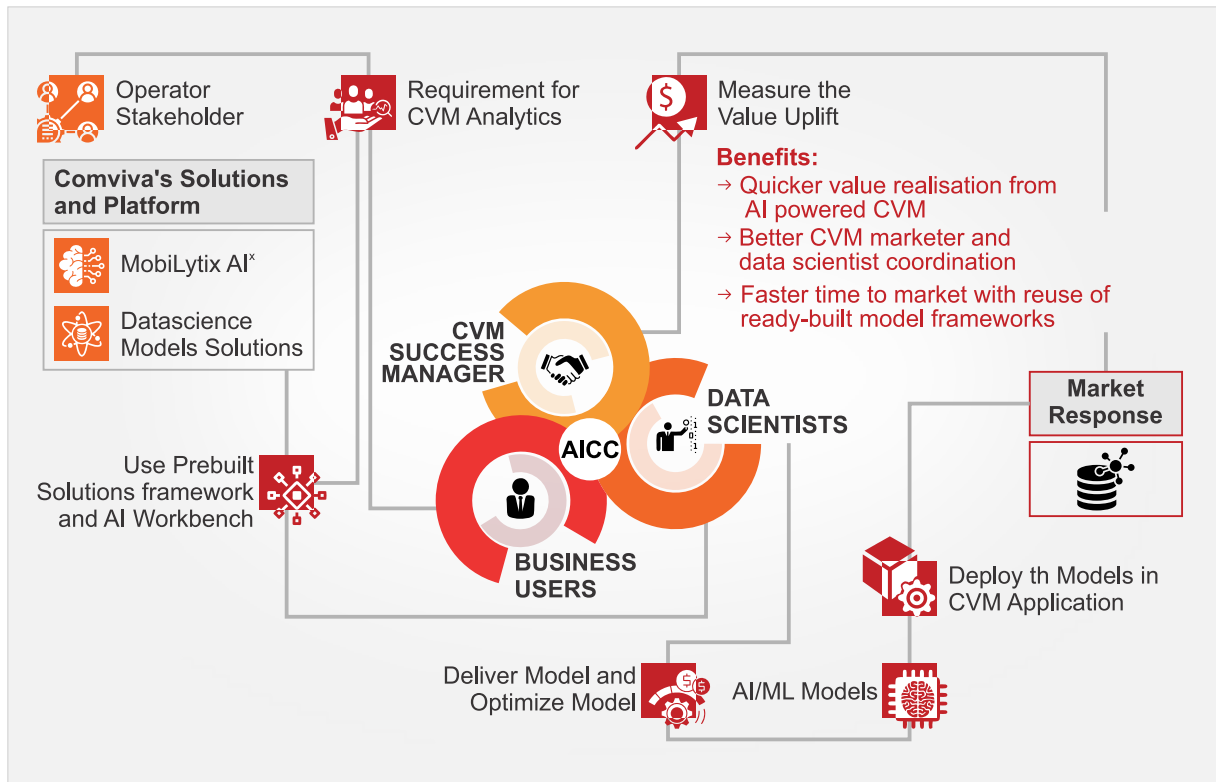 Operator
Stakeholder
Requirement for
CVM Analytics
Measure the
Value Uplift
Benefits:
→ Quicker value realisation from
AI powered CVM
→ Better CVM marketer and
data scientist coordination
→ Faster time to market with reuse of
ready-built model frameworks
Comviva's Solutions
and Platform
MobiLytix AIˣ
Datascience
Models Solutions
CVM
SUCCESS
MANAGER
DATA
SCIENTISTS
AICC
BUSINESS
USERS
Market
Response
Use Prebuilt
Solutions framework
and AI Workbench
Deploy th Models in
CVM Application
Deliver Model and
Optimize Model
AI/ML Models